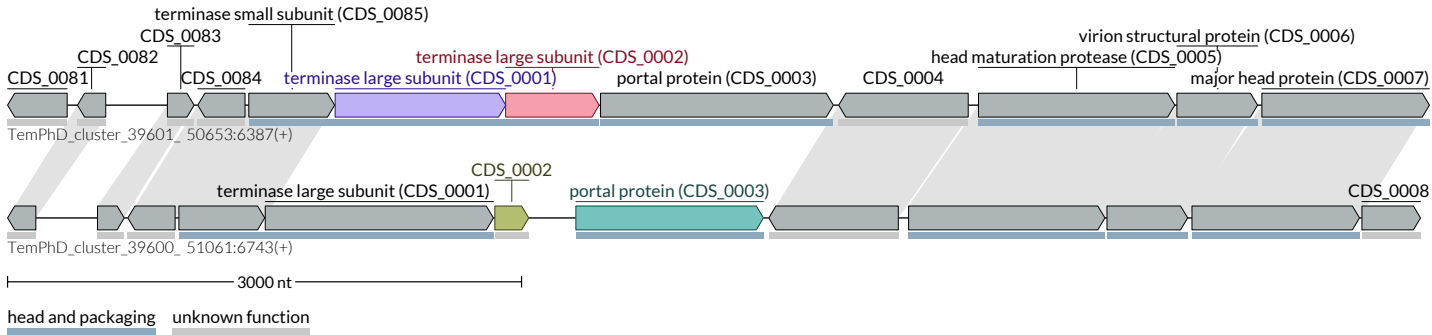 terminase small subunit (CDS_0085)
CDS_0083
virion structural protein (CDS_0006)
CDS_0082
terminase large subunit (CDS_0002)
head maturation protease (CDS_0005)
CDS_0081
CDS_0084
terminase large subunit (CDS_0001)
portal protein (CDS_0003)
CDS_0004
major head protein (CDS_0007)
TemPhD_cluster_39601_ 50653:6387(+)
CDS_0002
terminase large subunit (CDS_0001)
portal protein (CDS_0003)
CDS_0008
TemPhD_cluster_39600_ 51061:6743(+)
3000 nt
head and packaging
unknown function